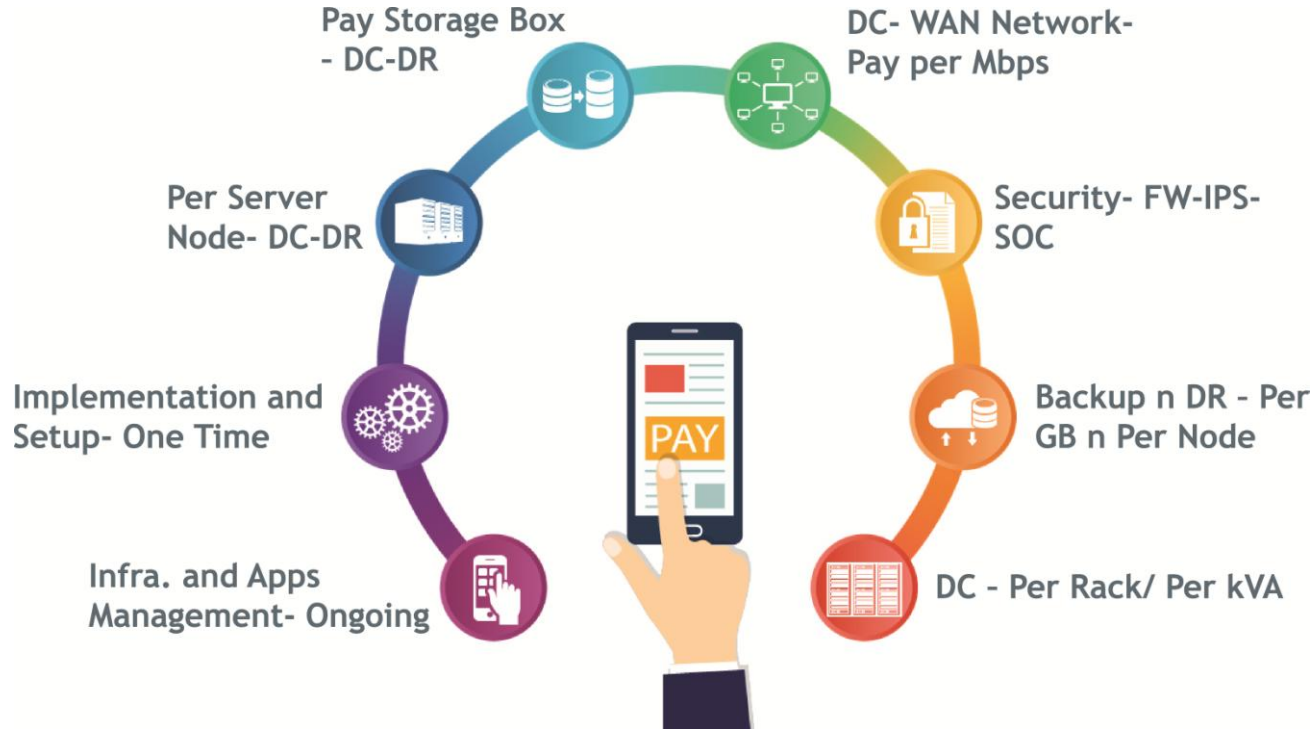 Pay Storage Box
- DC-DR
DC- WAN Network-
Pay per Mbps
Per Server
Node- DC-DR
Security- FW-IPS-
SOC
Implementation and
Setup- One Time
PAY
Backup n DR - Per
GB n Per Node
Infra. and Apps
Management- Ongoing
DC - Per Rack/ Per kVA